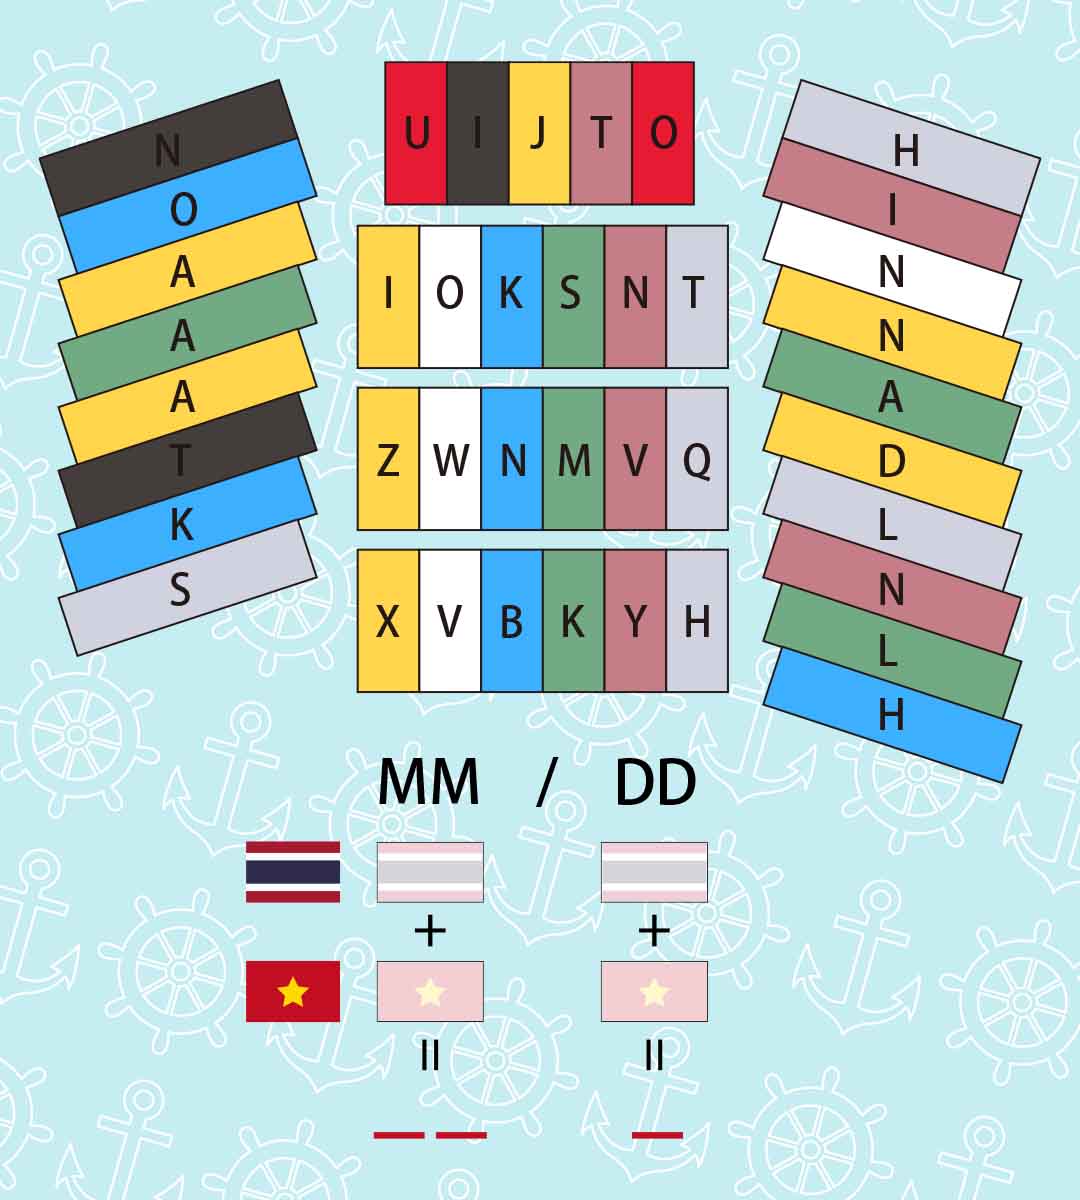 N
O
A
A
A
T
K
S
U I J T O
I O K S N T
Z W N M V Q
X V B K Y H
H
I
N
N
A
D
L
N
L
H
MM / DD
+ +
= =